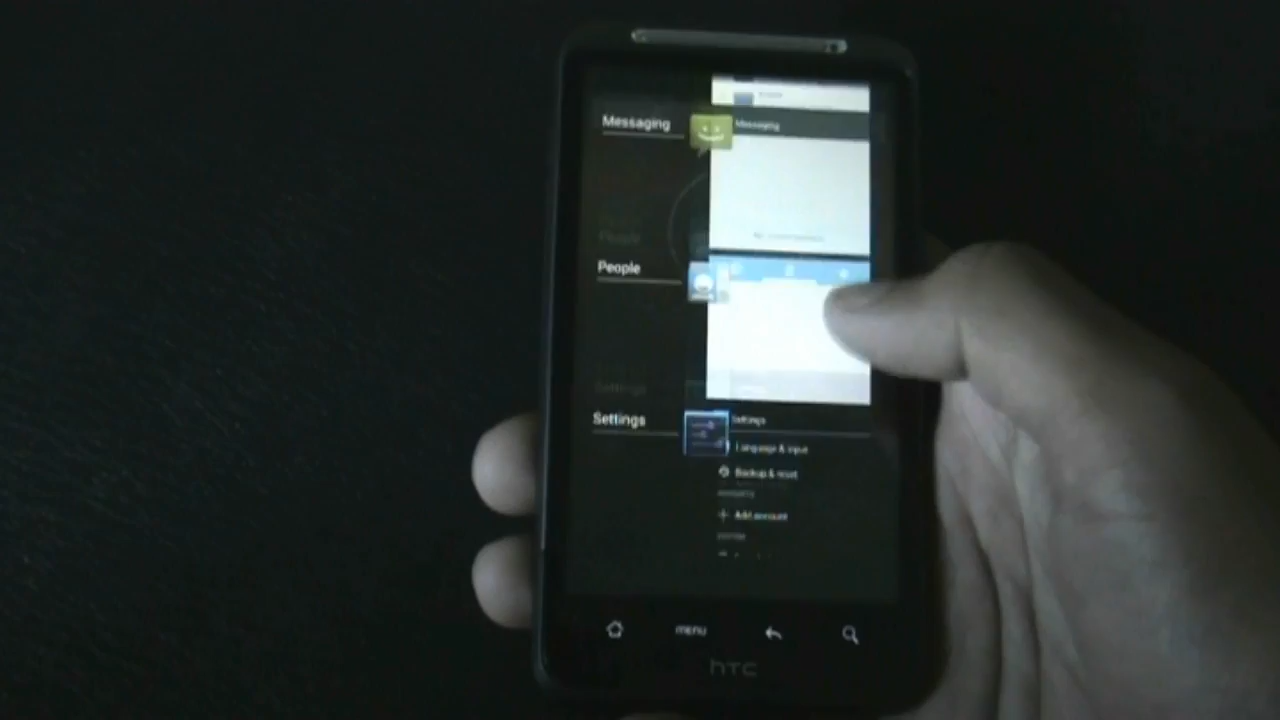 Messaging
Messaging
People
People
Settings
Settings
Settings
Language & input
Backup & reset
Add account
MENU
hTC